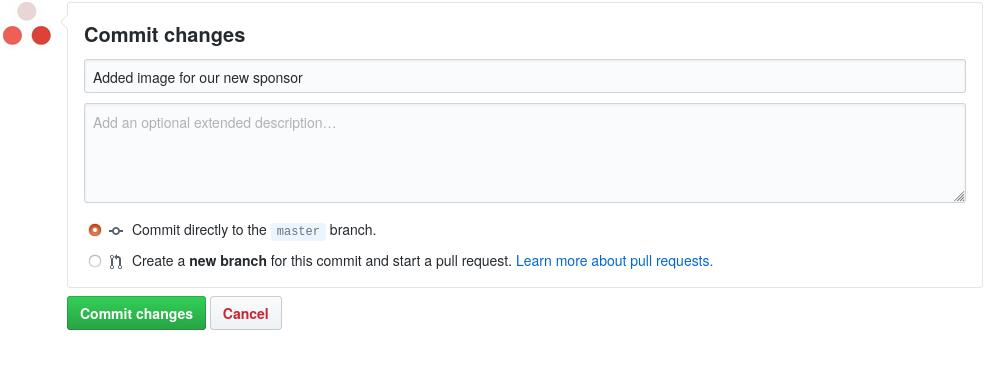 Commit changes
Added image for our new sponsor
Add an optional extended description…
Commit directly to the master branch.
Create a new branch for this commit and start a pull request. Learn more about pull requests.
Commit changes Cancel